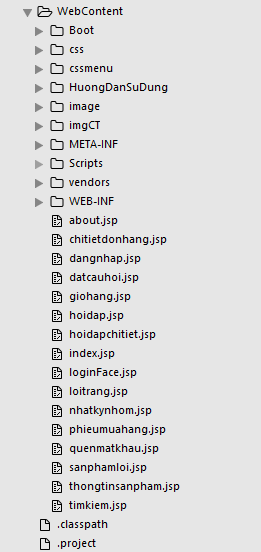 WebContent
Boot
css
cssmenu
HuongDanSuDung
image
imgCT
META-INF
Scripts
vendors
WEB-INF
about.jsp
chitietdonhang.jsp
dangnhap.jsp
datcauhoi.jsp
giohang.jsp
hoidap.jsp
hoidapchitiet.jsp
index.jsp
loginFace.jsp
loitrang.jsp
nhatkynhom.jsp
phieumuahang.jsp
quenmatkhau.jsp
sanphamloi.jsp
thongtinsanpham.jsp
timkiem.jsp
.classpath
.project